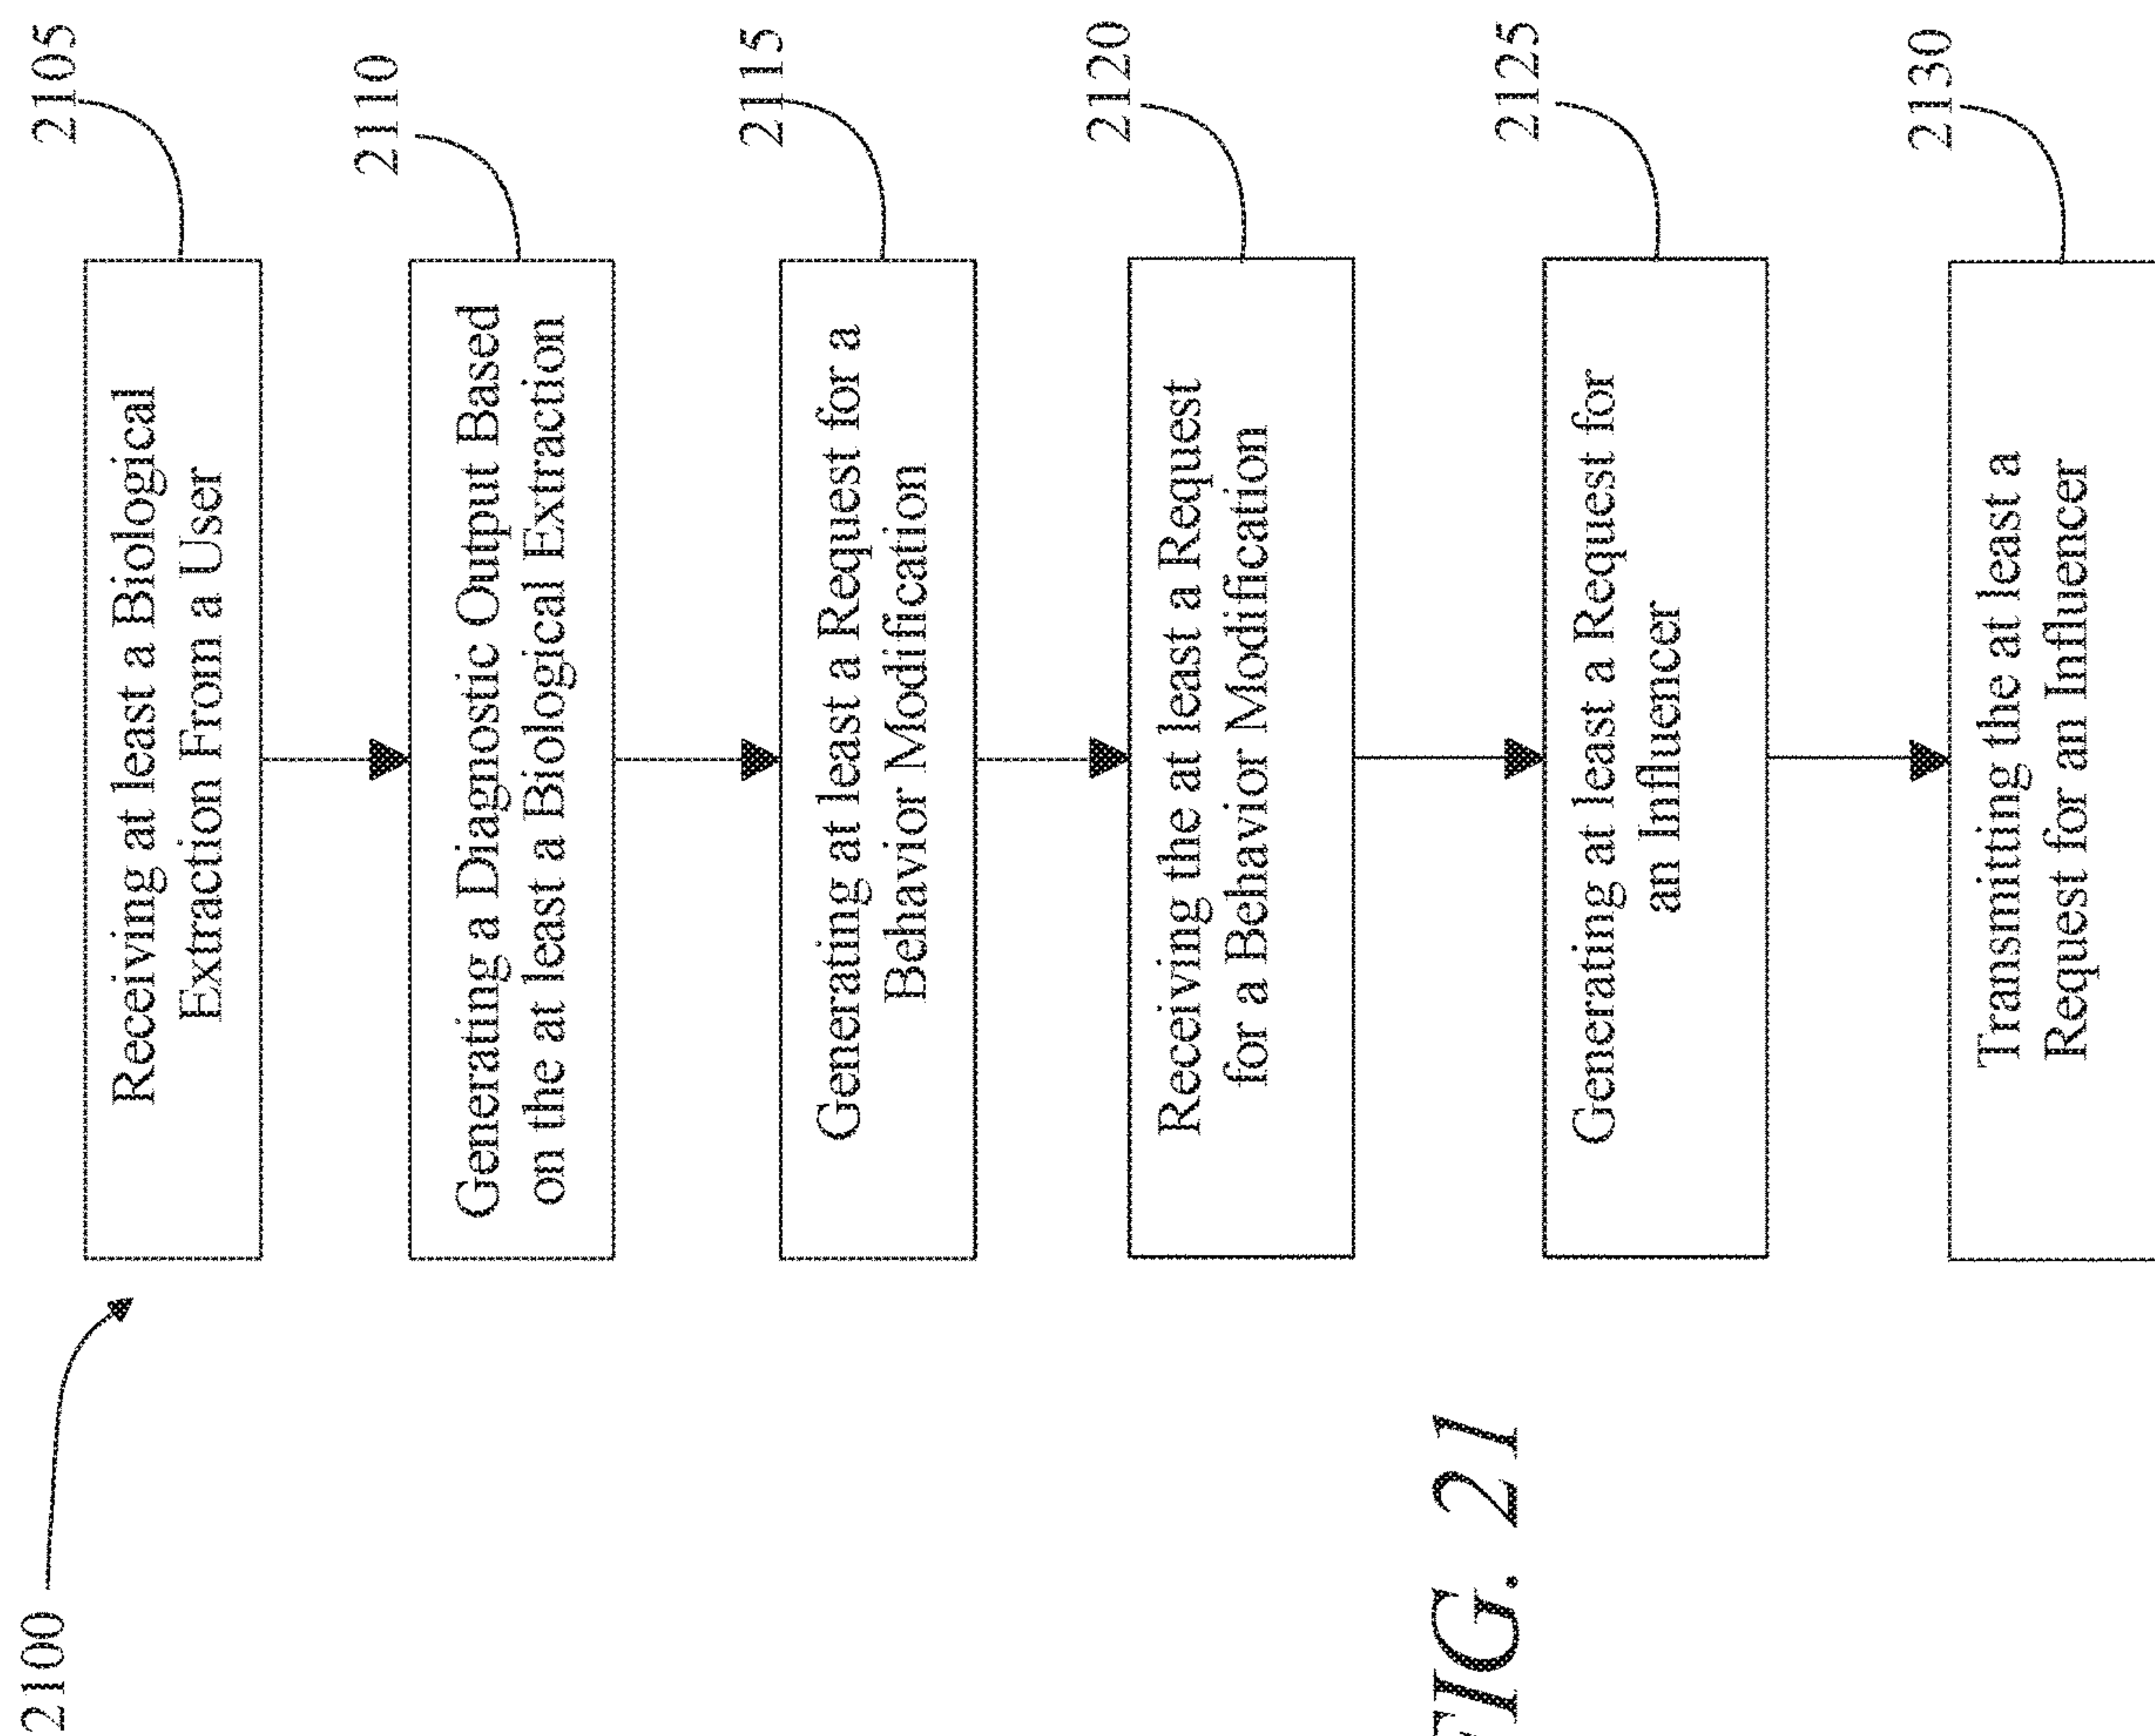 2100
2105
Receiving at least a Biological
Extraction From a User
2110
Generating a Diagnostic Output Based
on the at least a Biological Extraction
2115
Generating at least a Request for a
Behavior Modification
2120
Receiving the at least a Request
for a Behavior Modification
2125
Generating at least a Request for
an Influencer
2130
Transmitting the at least a
Request for an Influencer
FIG. 21